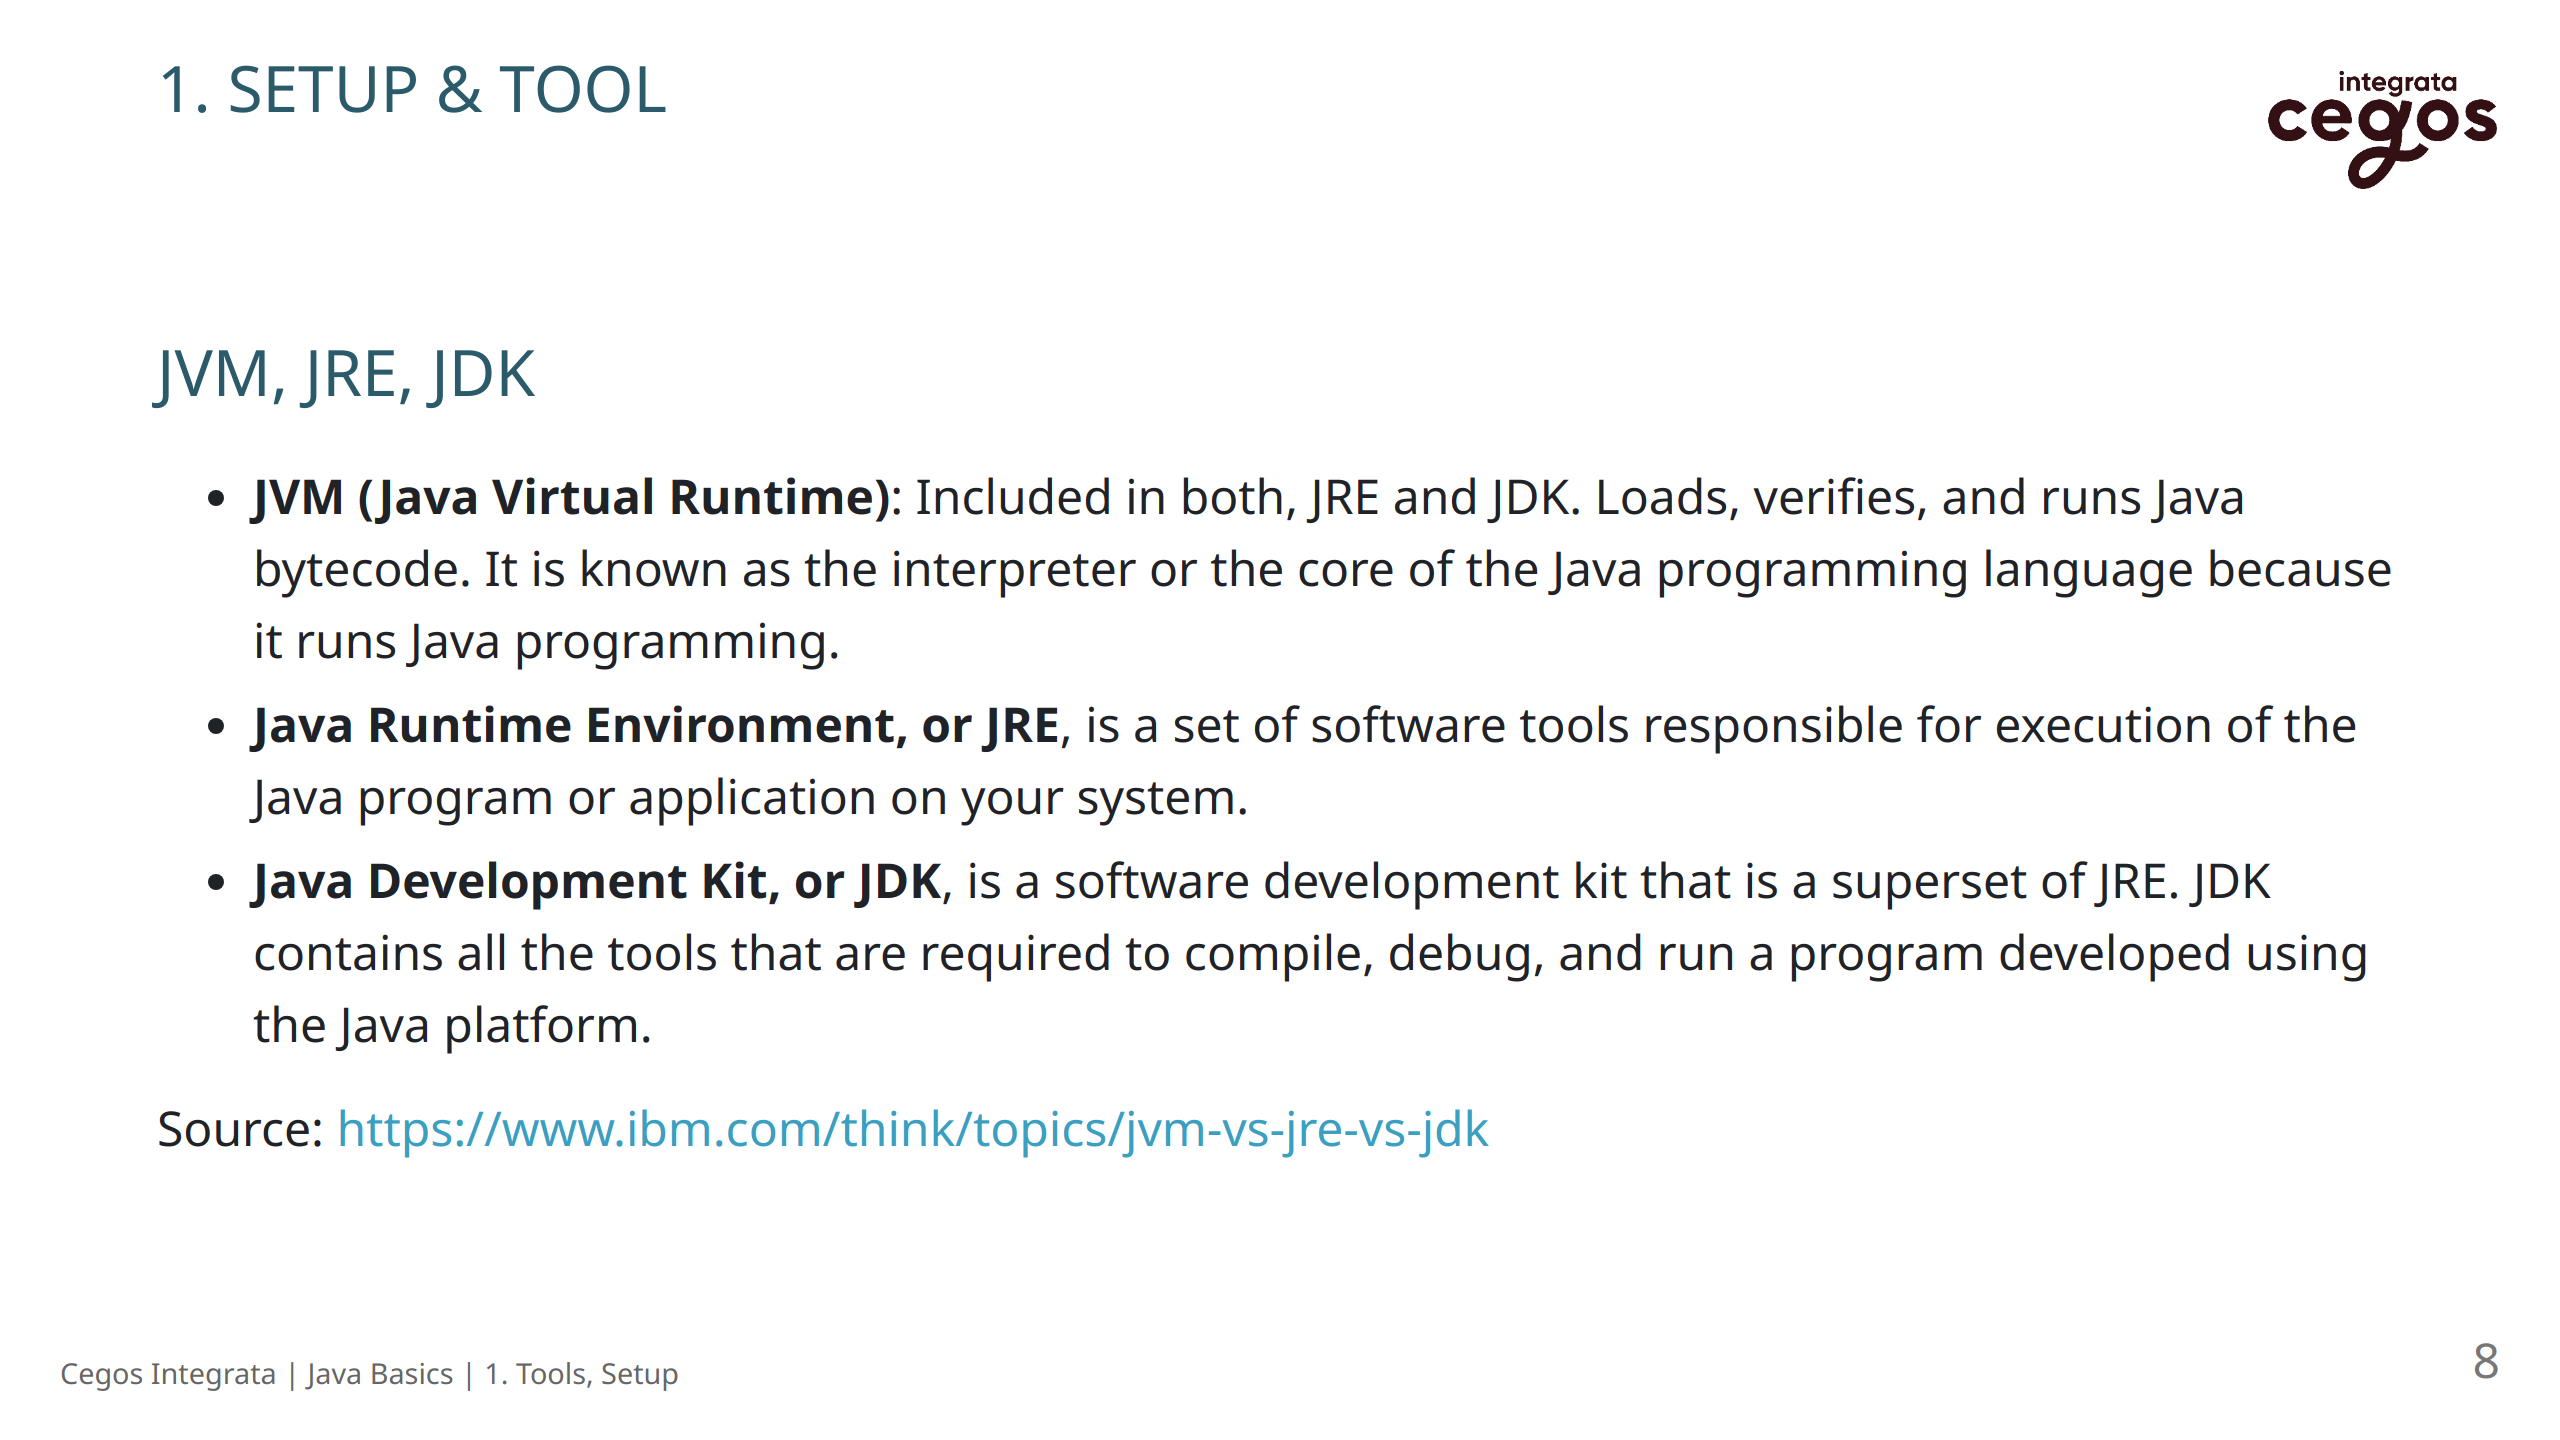 1. SETUP & TOOL
integrata
cegos
JVM, JRE, JDK
• JVM (Java Virtual Runtime): Included in both, JRE and JDK. Loads, verifies, and runs Java
bytecode. It is known as the interpreter or the core of the Java programming language because
it runs Java programming.
• Java Runtime Environment, or JRE, is a set of software tools responsible for execution of the
Java program or application on your system.
• Java Development Kit, or JDK, is a software development kit that is a superset of JRE. JDK
contains all the tools that are required to compile, debug, and run a program developed using
the Java platform.
Source: https://www.ibm.com/think/topics/jvm-vs-jre-vs-jdk
Cegos Integrata | Java Basics | 1. Tools, Setup
8